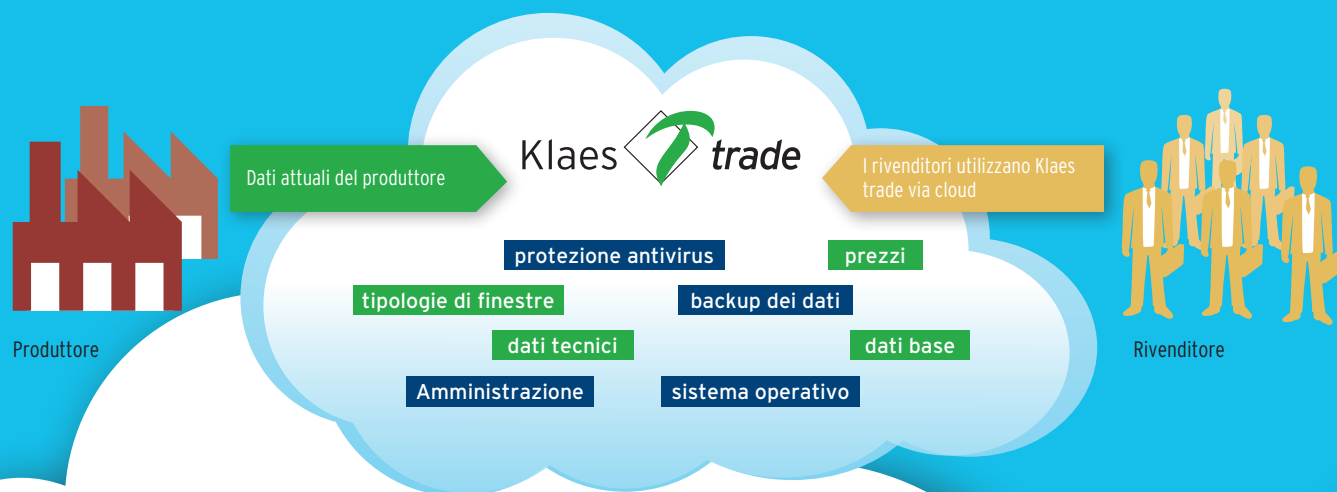 Klaes trade
Dati attuali del produttore
I rivenditori utilizzano Klaes
trade via cloud
protezione antivirus
prezzi
tipologie di finestre
backup dei dati
dati tecnici
dati base
Amministrazione
sistema operativo
Produttore
Rivenditore